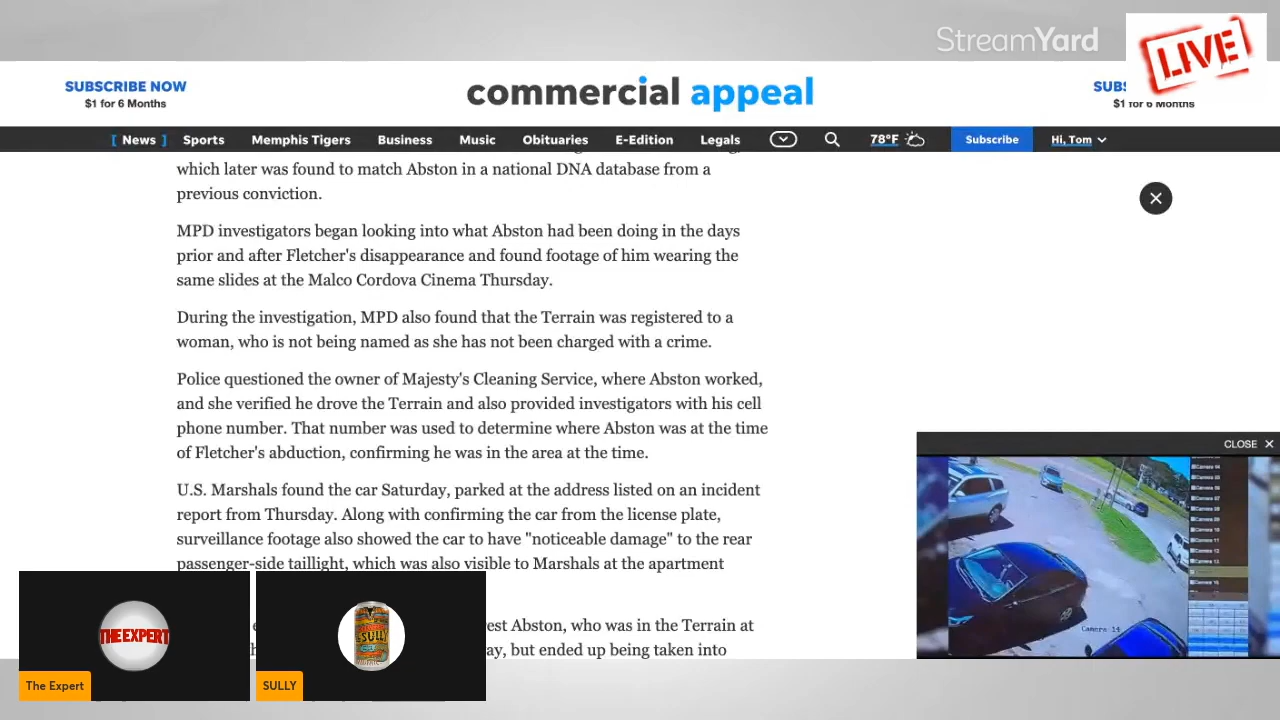 StreamYard
LIVE
SUBSCRIBE NOW
$1 for 6 Months
commercial appeal
SUBS
$1 for 6 Months
[ News ] Sports Memphis Tigers Business Music Obituaries E-Edition Legals 78°F Subscribe Hi, Tom
which later was found to match Abston in a national DNA database from a
previous conviction.
MPD investigators began looking into what Abston had been doing in the days
prior and after Fletcher's disappearance and found footage of him wearing the
same slides at the Malco Cordova Cinema Thursday.
During the investigation, MPD also found that the Terrain was registered to a
woman, who is not being named as she has not been charged with a crime.
Police questioned the owner of Majesty's Cleaning Service, where Abston worked,
and she verified he drove the Terrain and also provided investigators with his cell
phone number. That number was used to determine where Abston was at the time
of Fletcher's abduction, confirming he was in the area at the time.
U.S. Marshals found the car Saturday, parked at the address listed on an incident
report from Thursday. Along with confirming the car from the license plate,
surveillance footage also showed the car to have "noticeable damage" to the rear
passenger-side taillight, which was also visible to Marshals at the apartment
est Abston, who was in the Terrain at
ay, but ended up being taken into
CLOSE ×
Camera 11
Camera 12
Camera 13
Camera 15
Camera 14
THE EXPERT
The Expert
SULLY
SULLY